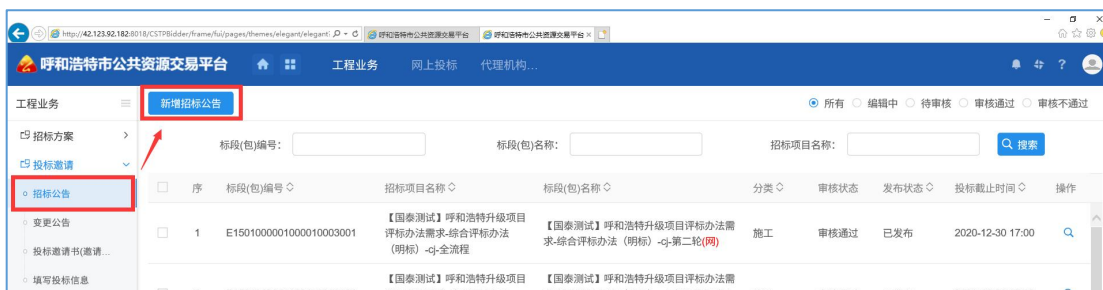 http://42.123.92.182:8018/CSTPBidder/frame/fui/pages/themes/elegant/elegant 呼和浩特市公共资源交易平台 呼和浩特市公共资源交易平台
呼和浩特市公共资源交易平台 工程业务 网上投标 代理机构...
工程业务 新增招标公告 所有 编辑中 待审核 审核通过 审核不通过
招标方案
标段(包)编号: 标段(包)名称: 招标项目名称: 搜索
投标邀请
招标公告
序 标段(包)编号 招标项目名称 标段(包)名称 分类 审核状态 发布状态 投标截止时间 操作
变更公告
投标邀请书(邀请...
填写投标信息
1 E1501000001000010003001 【国泰测试】呼和浩特升级项目评标办法需求-综合评标办法（明标）-cj-全流程 【国泰测试】呼和浩特升级项目评标办法需求-综合评标办法（明标）-cj-第二轮(网) 施工 审核通过 已发布 2020-12-30 17:00
【国泰测试】呼和浩特升级项目 【国泰测试】呼和浩特升级项目评标办法需